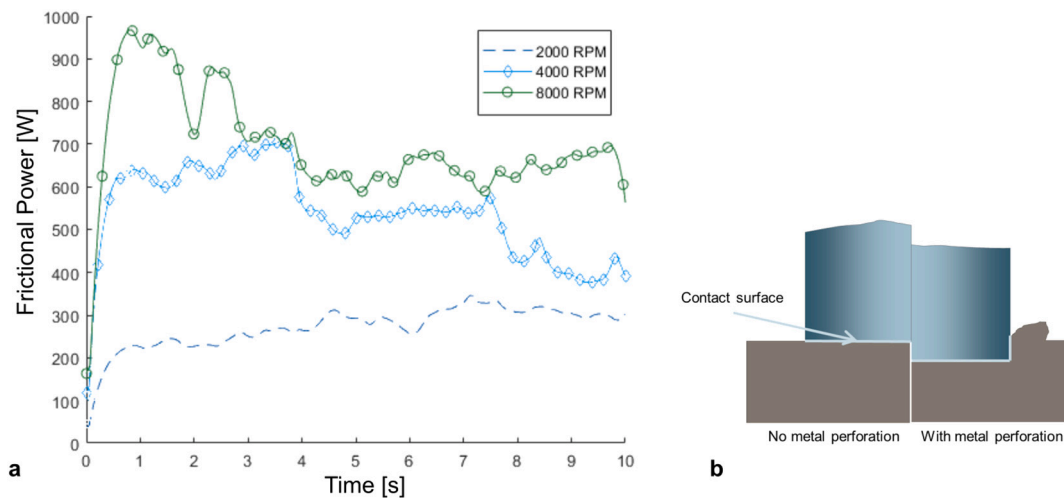 1000
900
800
700
600
500
400
300
200
100
0
Frictional Power [W]
0 1 2 3 4 5 6 7 8 9 10
Time [s]
2000 RPM
4000 RPM
8000 RPM
a
Contact surface
No metal perforation
With metal perforation
b